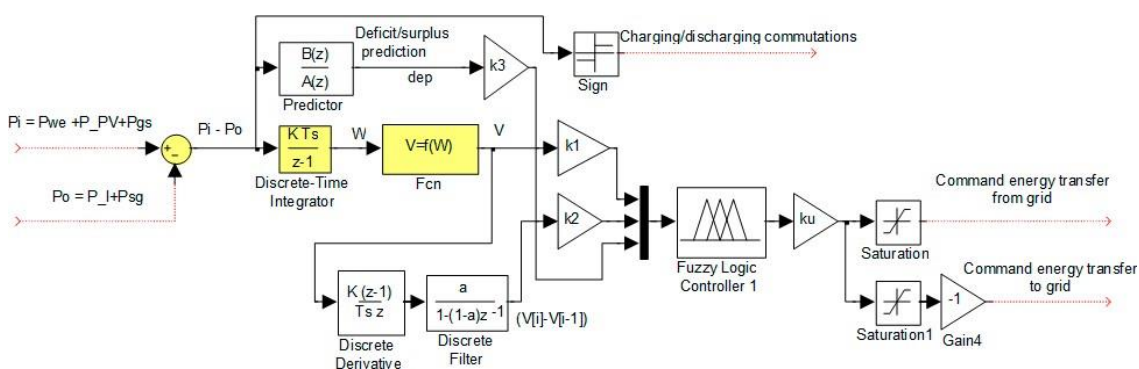 Deficit/surplus
prediction
dep
B(z)
A(z)
Predictor
k3
Sign
Charging/discharging commutations
Pi = Pwe +P_PV+Pgs
Pi - Po
+
-
Po = P_l+Psg
K Ts
z-1
Discrete-Time
Integrator
W
V=f(W)
Fcn
V
k1
k2
K (z-1)
Ts z
Discrete
Derivative
a
1-(1-a)z -1
Discrete
Filter
(V[i]-V[i-1])
Fuzzy Logic
Controller 1
ku
Saturation
Command energy transfer
from grid
Saturation1
-1
Gain4
Command energy transfer
to grid